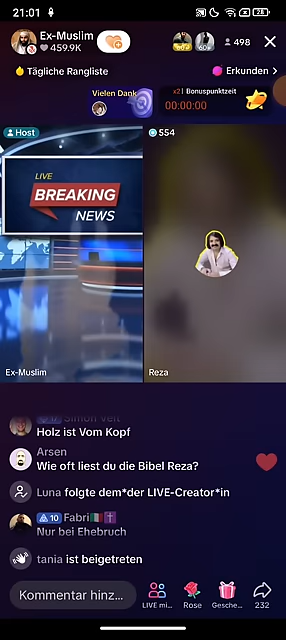 21:01
28
Ex-Muslim
459.9K
60
498
Tägliche Rangliste
Erkunden
Vielen Dank
x21 Bonuspunktzeit
00:00:00
Host
554
LIVE
BREAKING
NEWS
Ex-Muslim
Reza
Simon Veit
Holz ist Vom Kopf
Arsen
Wie oft liest du die Bibel Reza?
Luna folgte dem*der LIVE-Creator*in
10 Fabri🇮🇹✝️
Nur bei Ehebruch
tania ist beigetreten
Kommentar hinz...
LIVE mi...
Rose
Gesche...
232